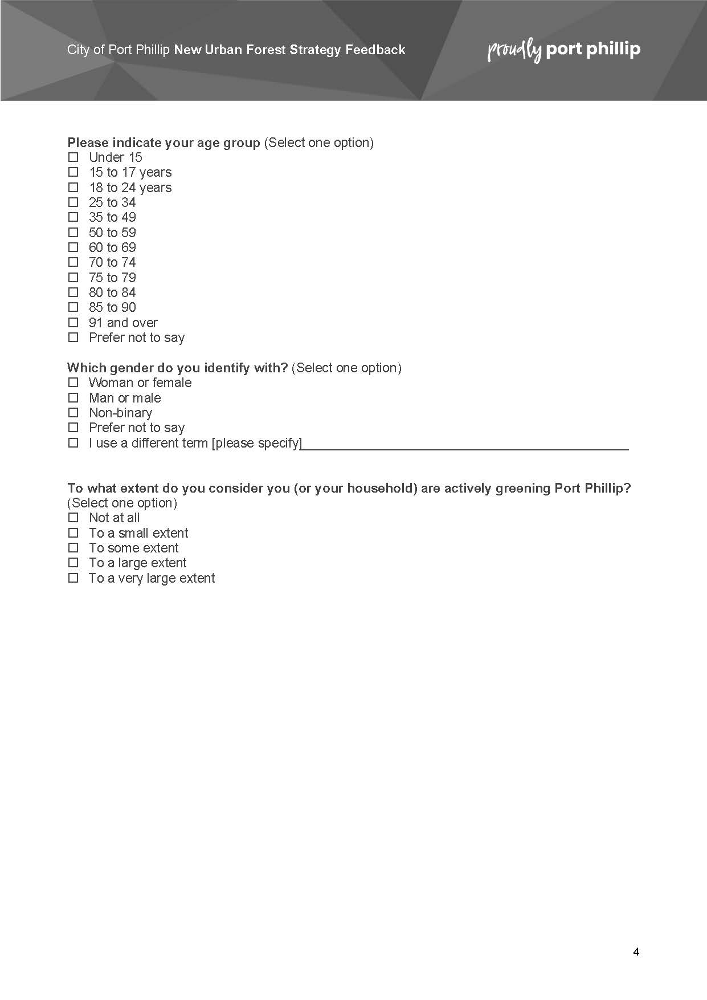 City of Port Phillip New Urban Forest Strategy Feedback
proudly port phillip
Please indicate your age group (Select one option)
☐ Under 15
☐ 15 to 17 years
☐ 18 to 24 years
☐ 25 to 34
☐ 35 to 49
☐ 50 to 59
☐ 60 to 69
☐ 70 to 74
☐ 75 to 79
☐ 80 to 84
☐ 85 to 90
☐ 91 and over
☐ Prefer not to say
Which gender do you identify with? (Select one option)
☐ Woman or female
☐ Man or male
☐ Non-binary
☐ Prefer not to say
☐ I use a different term [please specify]____________________________________________
To what extent do you consider you (or your household) are actively greening Port Phillip?
(Select one option)
☐ Not at all
☐ To a small extent
☐ To some extent
☐ To a large extent
☐ To a very large extent
4